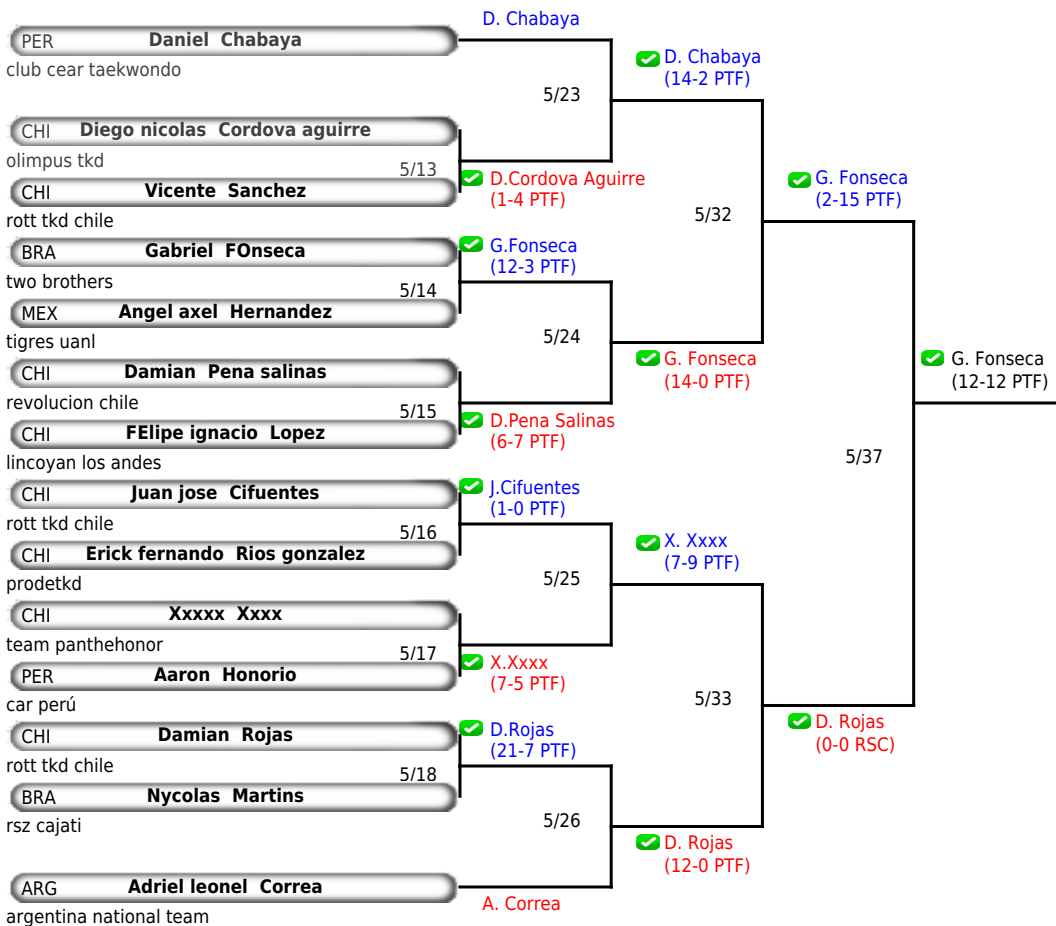 D. Chabaya
PER Daniel Chabaya
club cear taekwondo
5/23
D. Chabaya
(14-2 PTF)
CHI Diego nicolas Cordova aguirre
olimpus tkd
5/13
CHI Vicente Sanchez
rott tkd chile
D.Cordova Aguirre
(1-4 PTF)
5/32
G. Fonseca
(2-15 PTF)
BRA Gabriel FOnseca
two brothers
G.Fonseca
(12-3 PTF)
5/14
MEX Angel axel Hernandez
tigres uanl
5/24
G. Fonseca
(14-0 PTF)
CHI Damian Pena salinas
revolucion chile
5/15
CHI FElipe ignacio Lopez
lincoyan los andes
D.Pena Salinas
(6-7 PTF)
G. Fonseca
(12-12 PTF)
5/37
CHI Juan jose Cifuentes
rott tkd chile
J.Cifuentes
(1-0 PTF)
5/16
CHI Erick fernando Rios gonzalez
prodetkd
5/25
X. Xxxx
(7-9 PTF)
CHI Xxxxx Xxxx
team panthehonor
5/17
PER Aaron Honorio
car perú
X.Xxxx
(7-5 PTF)
5/33
D. Rojas
(0-0 RSC)
CHI Damian Rojas
rott tkd chile
D.Rojas
(21-7 PTF)
5/18
BRA Nycolas Martins
rsz cajati
5/26
D. Rojas
(12-0 PTF)
ARG Adriel leonel Correa
argentina national team
A. Correa